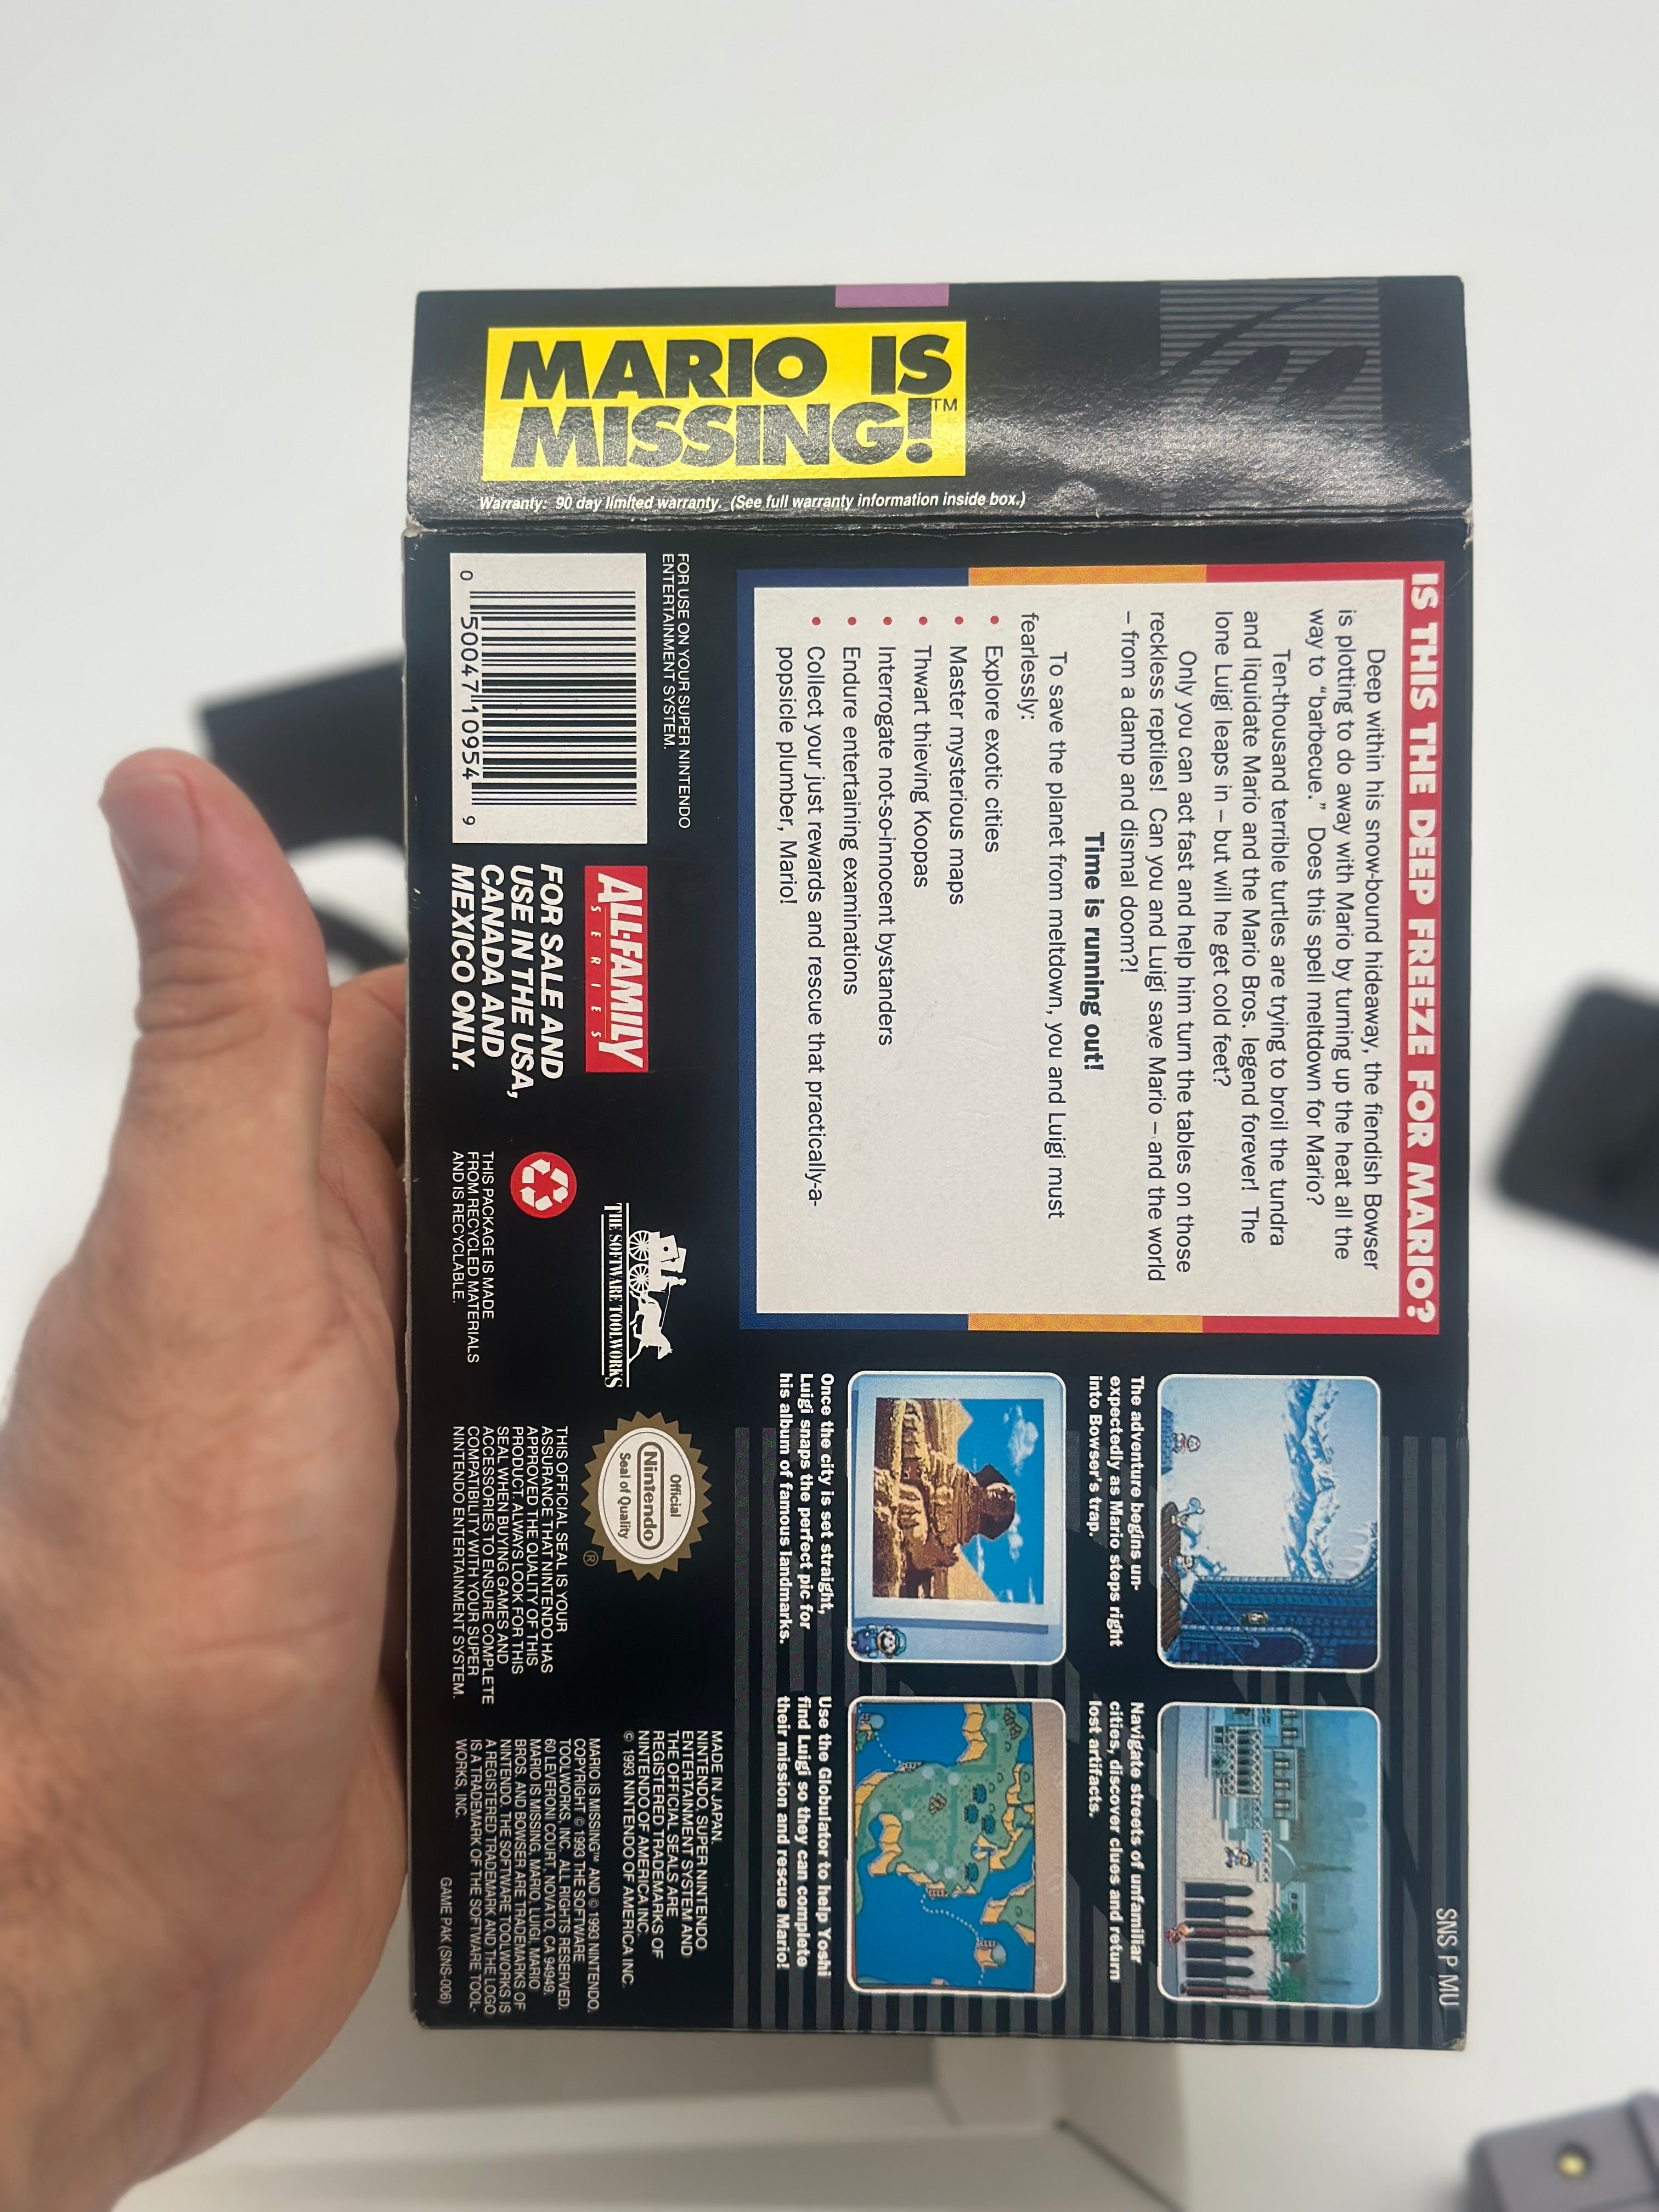 MARIO IS
MISSING!™
Warranty: 90 day limited warranty. (See full warranty information inside box.)
SNS P MU
IS THIS THE DEEP FREEZE FOR MARIO?
Deep within his snow-bound hideaway, the fiendish Bowser
is plotting to do away with Mario by turning up the heat all the
way to “barbecue.” Does this spell meltdown for Mario?
Ten-thousand terrible turtles are trying to broil the tundra
and liquidate Mario and the Mario Bros. legend forever! The
lone Luigi leaps in – but will he get cold feet?
Only you can act fast and help him turn the tables on those
reckless reptiles! Can you and Luigi save Mario – and the world
– from a damp and dismal doom?!
Time is running out!
To save the planet from meltdown, you and Luigi must
fearlessly:
• Explore exotic cities
• Master mysterious maps
• Thwart thieving Koopas
• Interrogate not-so-innocent bystanders
• Endure entertaining examinations
• Collect your just rewards and rescue that practically-a-
popsicle plumber, Mario!
The adventure begins un-
expectedly as Mario steps right
into Bowser's trap.
Navigate streets of unfamiliar
cities, discover clues and return
lost artifacts.
Once the city is set straight,
Luigi snaps the perfect pic for
his album of famous landmarks.
Use the Globulator to help Yoshi
find Luigi so they can complete
their mission and rescue Mario!
FOR USE ON YOUR SUPER NINTENDO
ENTERTAINMENT SYSTEM.
0 50047 10954 9
ALL-FAMILY
SERIES
FOR SALE AND
USE IN THE USA,
CANADA AND
MEXICO ONLY.
THE SOFTWARE TOOLWORKS
THIS PACKAGE IS MADE
FROM RECYCLED MATERIALS
AND IS RECYCLABLE.
Official
Nintendo
Seal of Quality
®
THIS OFFICIAL SEAL IS YOUR
ASSURANCE THAT NINTENDO HAS
APPROVED THE QUALITY OF THIS
PRODUCT. ALWAYS LOOK FOR THIS
SEAL WHEN BUYING GAMES AND
ACCESSORIES TO ENSURE COMPLETE
COMPATIBILITY WITH YOUR SUPER
NINTENDO ENTERTAINMENT SYSTEM.
MADE IN JAPAN
NINTENDO, SUPER NINTENDO
ENTERTAINMENT SYSTEM AND
THE OFFICIAL SEALS ARE
REGISTERED TRADEMARKS OF
NINTENDO OF AMERICA INC.
© 1993 NINTENDO OF AMERICA INC.
MARIO IS MISSING™ AND © 1993 NINTENDO.
COPYRIGHT © 1993 THE SOFTWARE
TOOLWORKS, INC. ALL RIGHTS RESERVED.
60 LEVERONI COURT, NOVATO, CA 94949.
MARIO IS MISSING, MARIO, LUIGI, MARIO
BROS. AND BOWSER ARE TRADEMARKS OF
NINTENDO. THE SOFTWARE TOOLWORKS IS
A REGISTERED TRADEMARK AND THE LOGO
IS A TRADEMARK OF THE SOFTWARE TOOL-
WORKS, INC.
GAME PAK (SNS-006)